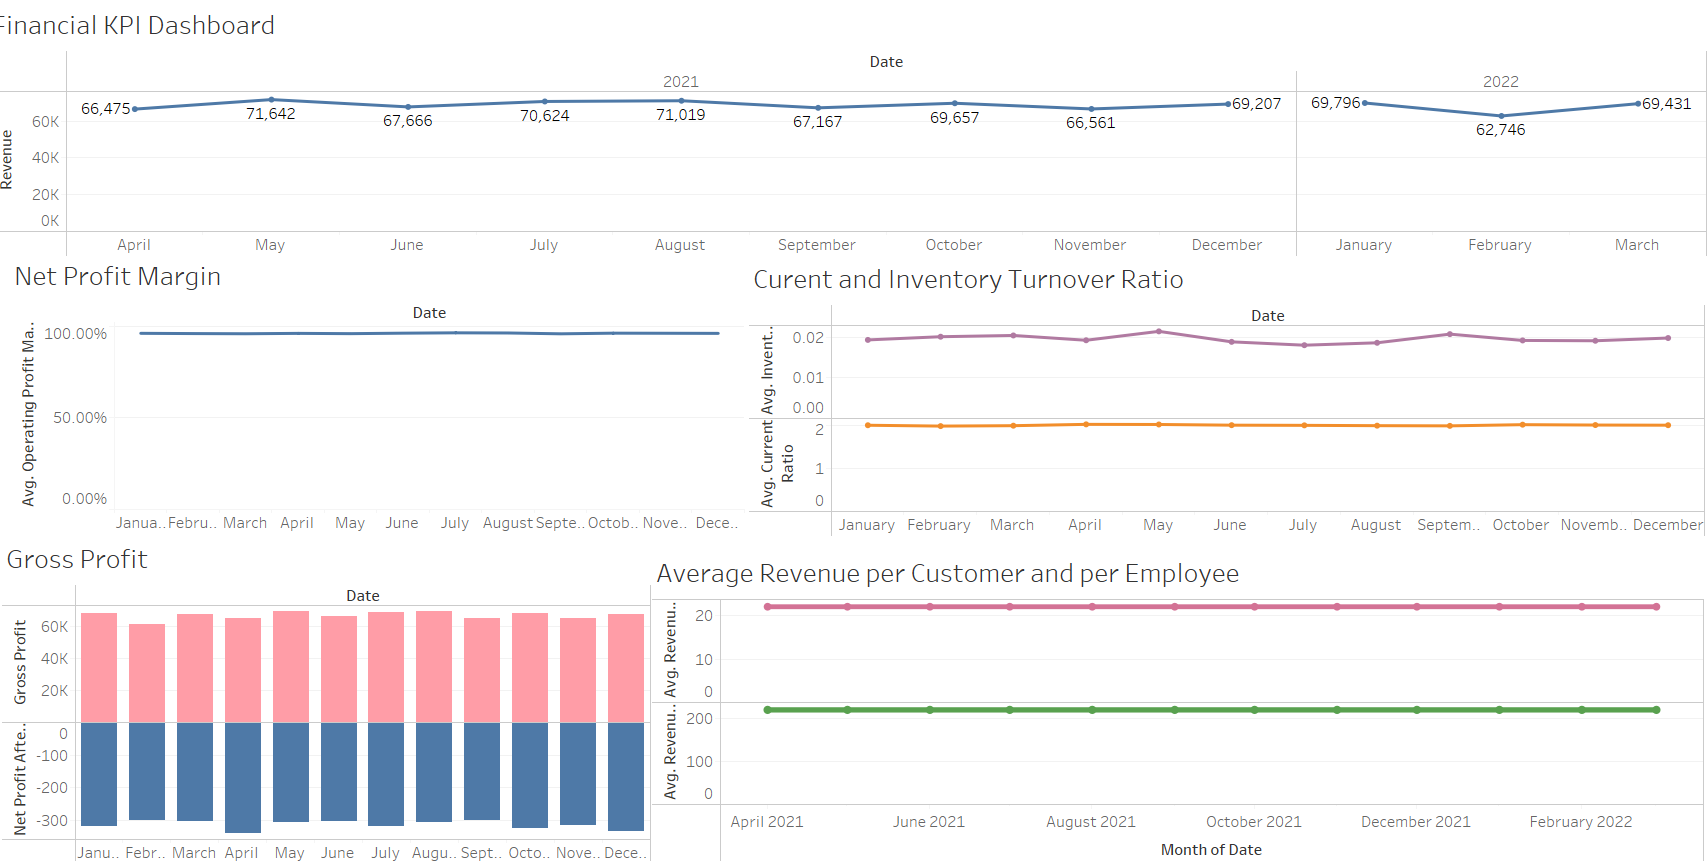 Financial KPI Dashboard
Date
2021 2022
Revenue
60K
40K
20K
0K
66,475 71,642 67,666 70,624 71,019 67,167 69,657 66,561 69,207 69,796 62,746 69,431
April May June July August September October November December January February March
Net Profit Margin
Date
Avg. Operating Profit Ma..
100.00%
50.00%
0.00%
Janua.. Febru.. March April May June July August Septe.. Octob.. Nove.. Dece..
Curent and Inventory Turnover Ratio
Date
Avg. Invent..
0.02
0.01
0.00
Avg. Current
Ratio
2
1
0
January February March April May June July August Septem.. October Novemb.. December
Gross Profit
Date
Gross Profit
60K
40K
20K
Net Profit Afte..
0
-100
-200
-300
Janu.. Febr.. March April May June July Augu.. Sept.. Octo.. Nove.. Dece..
Average Revenue per Customer and per Employee
Avg. Revenu..
20
10
0
Avg. Revenu..
200
100
0
April 2021 June 2021 August 2021 October 2021 December 2021 February 2022
Month of Date